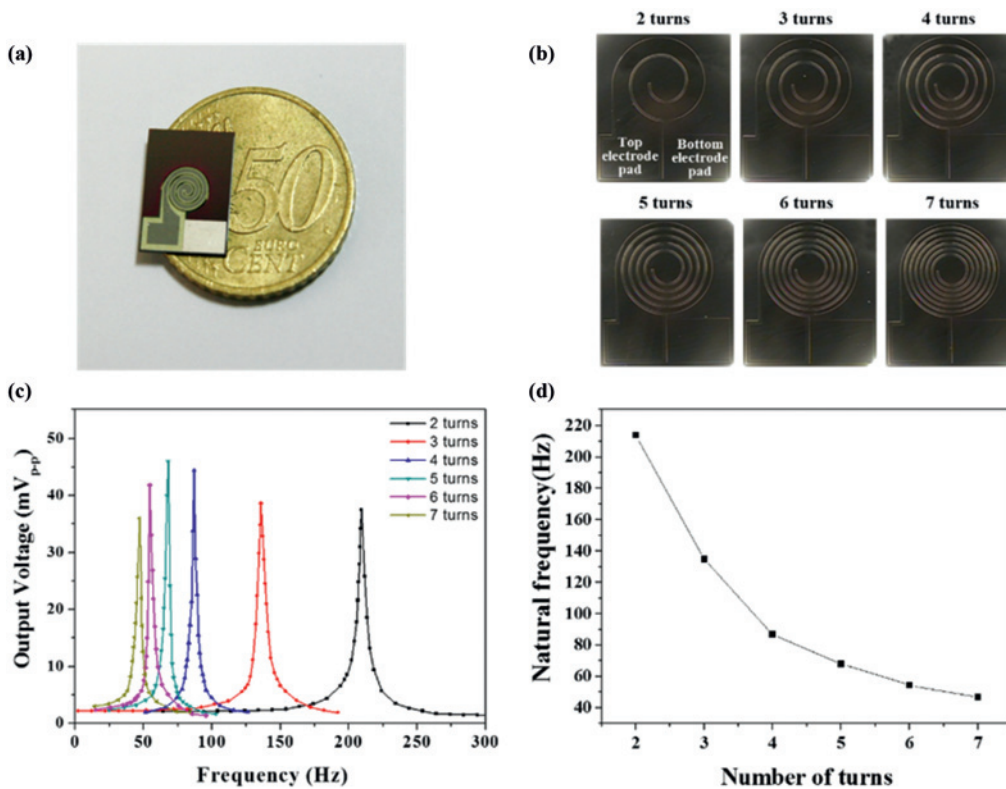 (a)
50
EURO
CENT
(b)
2 turns
3 turns
4 turns
Top
electrode
pad
Bottom
electrode
pad
5 turns
6 turns
7 turns
(c)
Output Voltage (mVp-p)
50
40
30
20
10
0
2 turns
3 turns
4 turns
5 turns
6 turns
7 turns
0 50 100 150 200 250 300
Frequency (Hz)
(d)
Natural frequency(Hz)
220
200
180
160
140
120
100
80
60
40
2 3 4 5 6 7
Number of turns